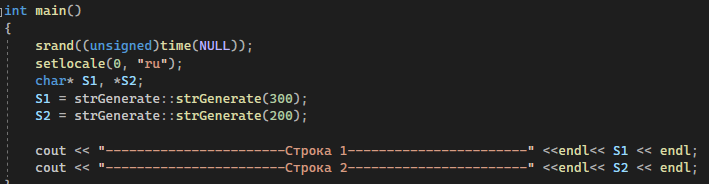 int main()
{
srand((unsigned)time(NULL));
setlocale(0, "ru");
char* S1, *S2;
S1 = strGenerate::strGenerate(300);
S2 = strGenerate::strGenerate(200);
cout << "-----------------------Строка 1-----------------------" <<endl<< S1 << endl;
cout << "-----------------------Строка 2-----------------------" <<endl<< S2 << endl;